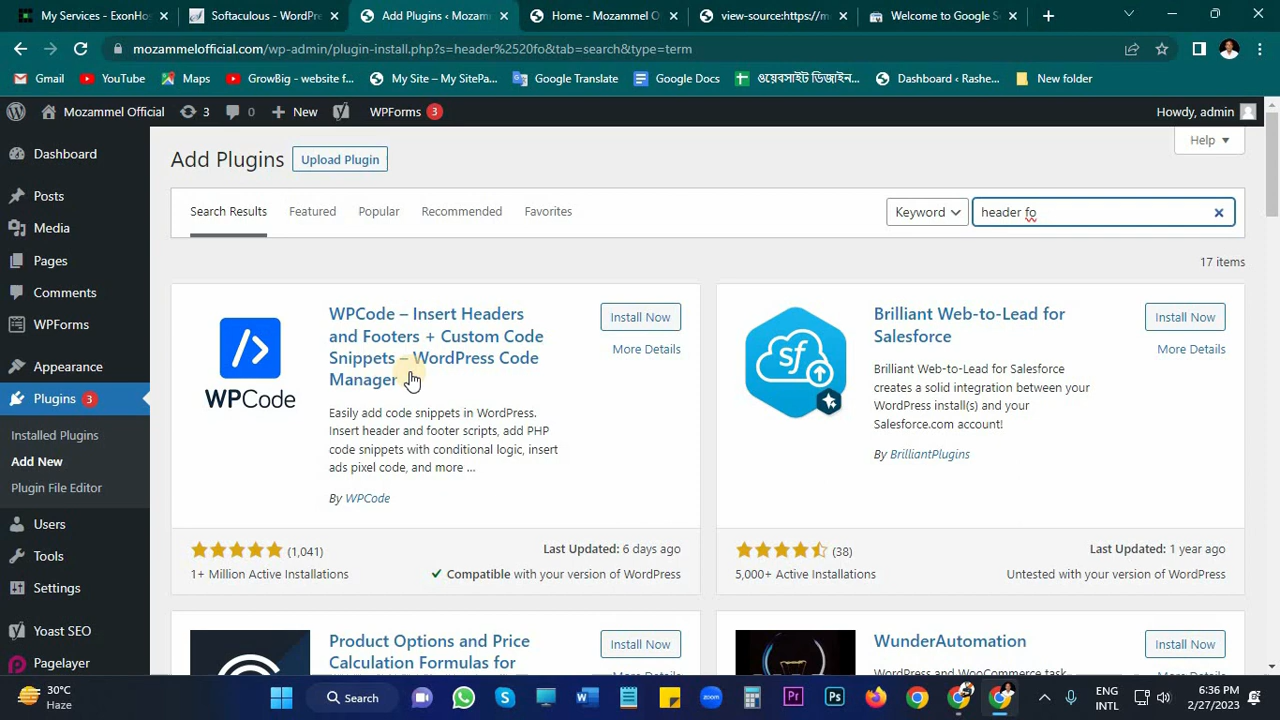 My Services - ExonHos
Softaculous - WordPre
Add Plugins ‹ Mozamm
Home - Mozammel O
view-source:https://m
Welcome to Google S
mozammelofficial.com/wp-admin/plugin-install.php?s=header%2520fo&tab=search&type=term
Gmail
YouTube
Maps
GrowBig - website f...
My Site – My SitePa...
Google Translate
Google Docs
ওয়েবসাইট ডিজাইন...
Dashboard ‹ Rashe...
New folder
Mozammel Official
3
0
New
WPForms 3
Howdy, admin
Dashboard
Posts
Media
Pages
Comments
WPForms
Appearance
Plugins 3
Installed Plugins
Add New
Plugin File Editor
Users
Tools
Settings
Yoast SEO
Pagelayer
Add Plugins
Upload Plugin
Help
Search Results
Featured
Popular
Recommended
Favorites
Keyword
header fo
17 items
WPCode
WPCode – Insert Headers
and Footers + Custom Code
Snippets – WordPress Code
Manager
Install Now
More Details
Easily add code snippets in WordPress.
Insert header and footer scripts, add PHP
code snippets with conditional logic, insert
ads pixel code, and more ...
By WPCode
(1,041)
1+ Million Active Installations
Last Updated: 6 days ago
Compatible with your version of WordPress
sf
Brilliant Web-to-Lead for
Salesforce
Install Now
More Details
Brilliant Web-to-Lead for
Salesforce creates a solid integration between your
WordPress install(s) and your
Salesforce.com account!
By BrilliantPlugins
(38)
5,000+ Active Installations
Last Updated: 1 year ago
Untested with your version of WordPress
Product Options and Price
Calculation Formulas for
Install Now
WunderAutomation
Install Now
WordPress and WooCommerce task
30°C
Haze
Search
zoom
Pr
Ps
ENG
INTL
6:36 PM
2/27/2023